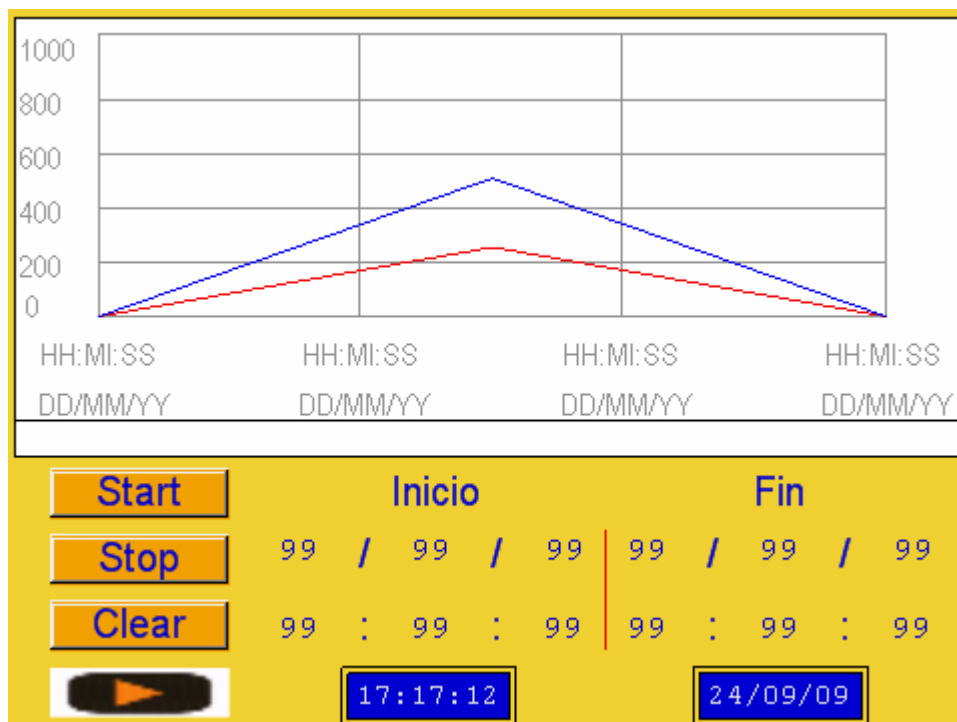 1000
800
600
400
200
0
HH:MI:SS HH:MI:SS HH:MI:SS HH:MI:SS
DD/MM/YY DD/MM/YY DD/MM/YY DD/MM/YY
Start Inicio Fin
Stop 99 / 99 / 99 99 / 99 / 99
Clear 99 : 99 : 99 99 : 99 : 99
17:17:12 24/09/09